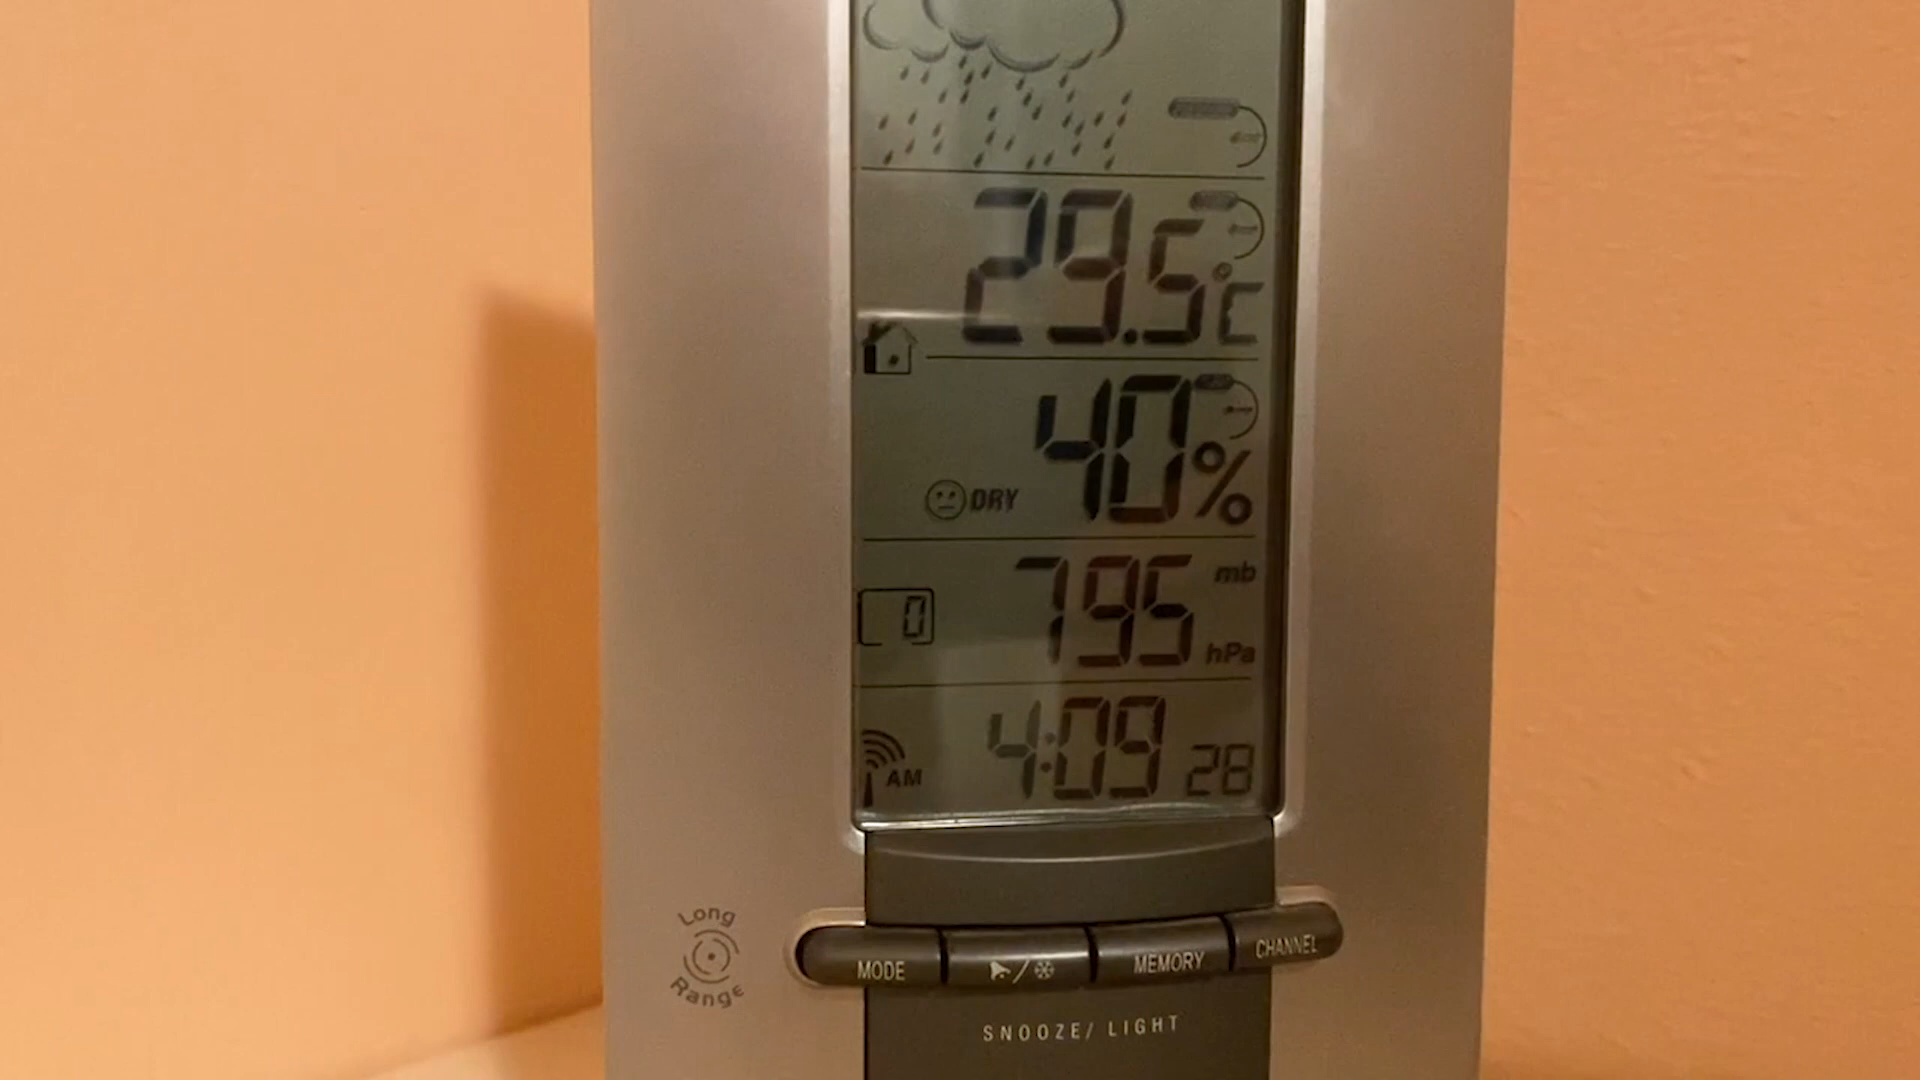 29.5°C
40%
DRY
795 mb
hPa
0
AM 4:09 28
Long
Range
MODE
MEMORY
CHANNEL
SNOOZE/ LIGHT